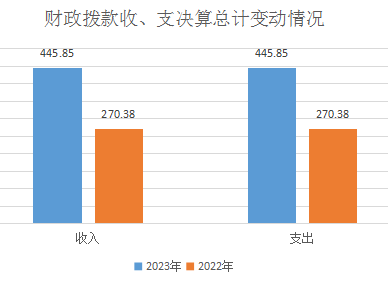 财政拨款收、支决算总计变动情况
445.85
445.85
270.38
270.38
收入
支出
2023年 2022年